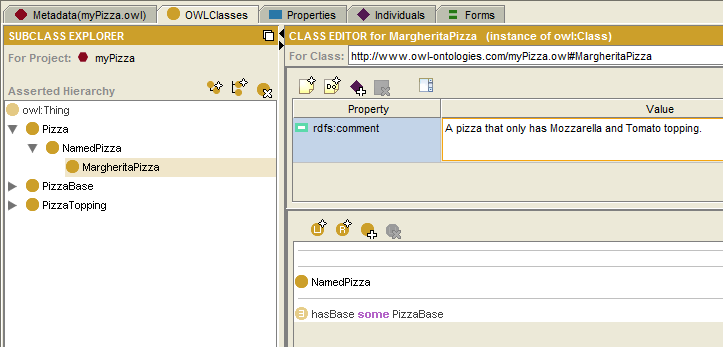 Metadata(myPizza.owl) OWLClasses Properties Individuals Forms
SUBCLASS EXPLORER
For Project: myPizza
Asserted Hierarchy
owl:Thing
Pizza
NamedPizza
MargheritaPizza
PizzaBase
PizzaTopping
CLASS EDITOR for MargheritaPizza (instance of owl:Class)
For Class: http://www.owl-ontologies.com/myPizza.owl#MargheritaPizza
Property Value
rdfs:comment A pizza that only has Mozzarella and Tomato topping.
NamedPizza
hasBase some PizzaBase